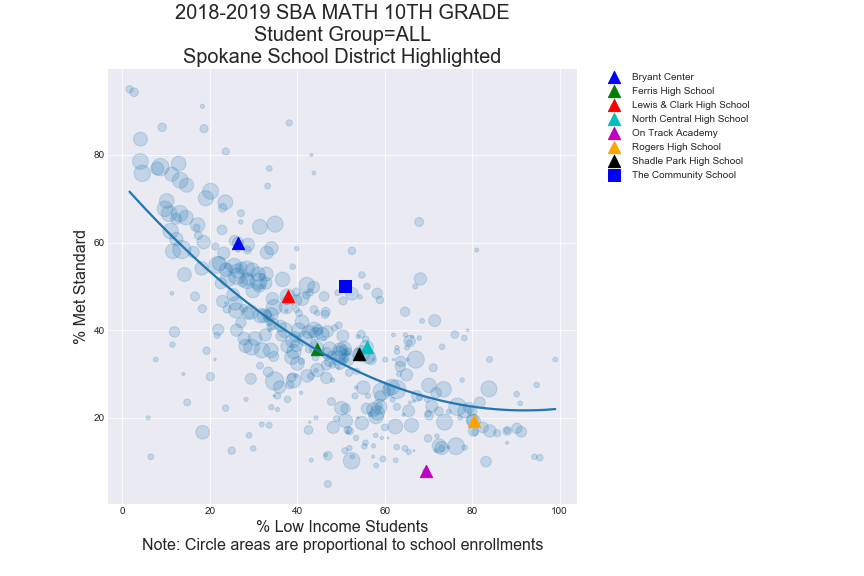 2018-2019 SBA MATH 10TH GRADE
Student Group=ALL
Spokane School District Highlighted
Bryant Center
Ferris High School
Lewis & Clark High School
North Central High School
On Track Academy
Rogers High School
Shadle Park High School
The Community School
% Met Standard
80
60
40
20
0 20 40 60 80 100
% Low Income Students
Note: Circle areas are proportional to school enrollments